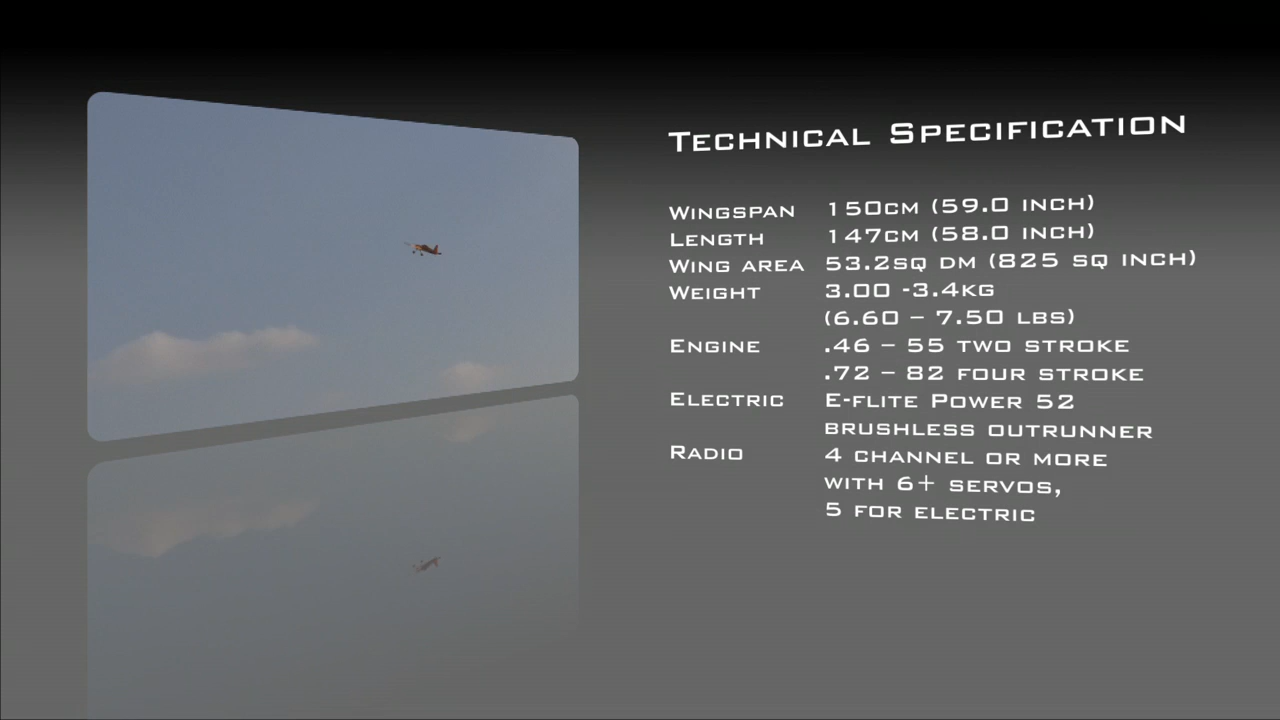 Technical Specification
Wingspan 150cm (59.0 inch)
Length 147cm (58.0 inch)
Wing area 53.2sq dm (825 sq inch)
Weight 3.00 -3.4kg
(6.60 – 7.50 lbs)
Engine .46 – 55 two stroke
.72 – 82 four stroke
Electric E-flite Power 52
brushless outrunner
Radio 4 channel or more
with 6+ servos,
5 for electric